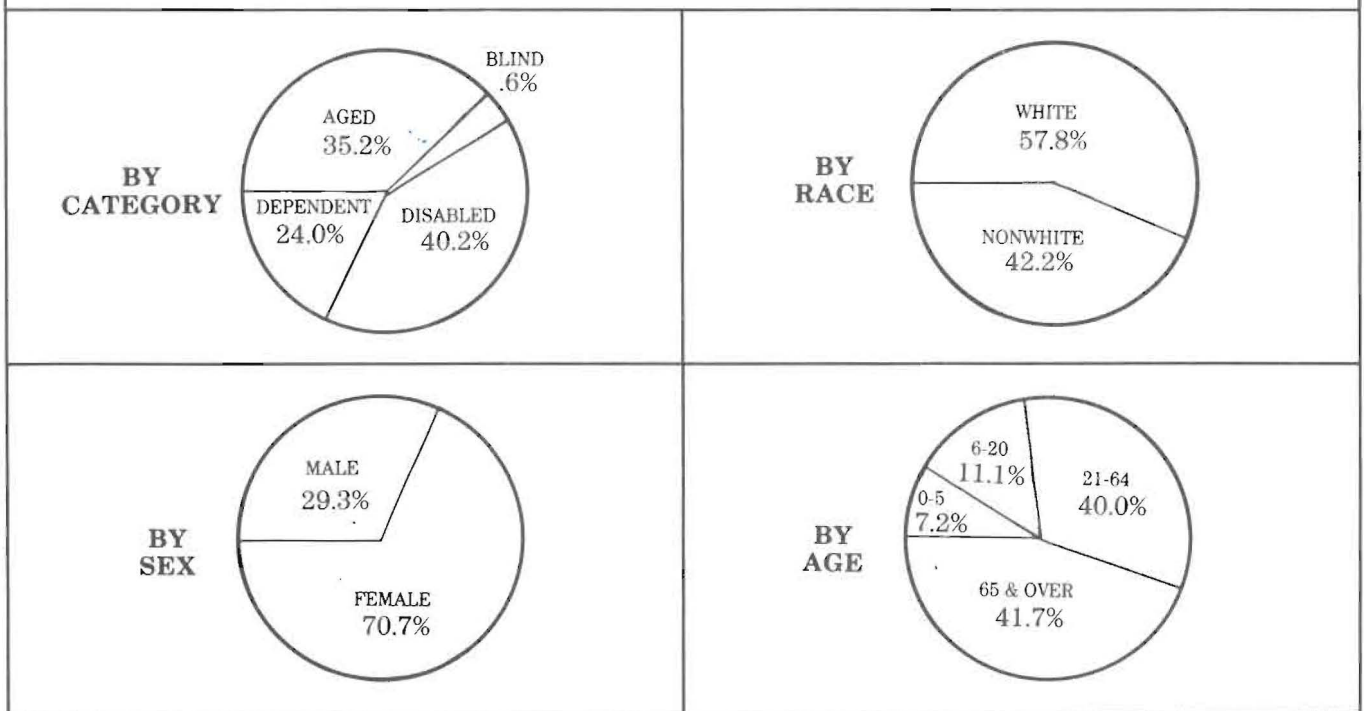 BY
CATEGORY
BLIND
.6%
AGED
35.2%
DEPENDENT
24.0%
DISABLED
40.2%
BY
RACE
WHITE
57.8%
NONWHITE
42.2%
BY
SEX
MALE
29.3%
FEMALE
70.7%
BY
AGE
6-20
11.1%
21-64
40.0%
0-5
7.2%
65 & OVER
41.7%